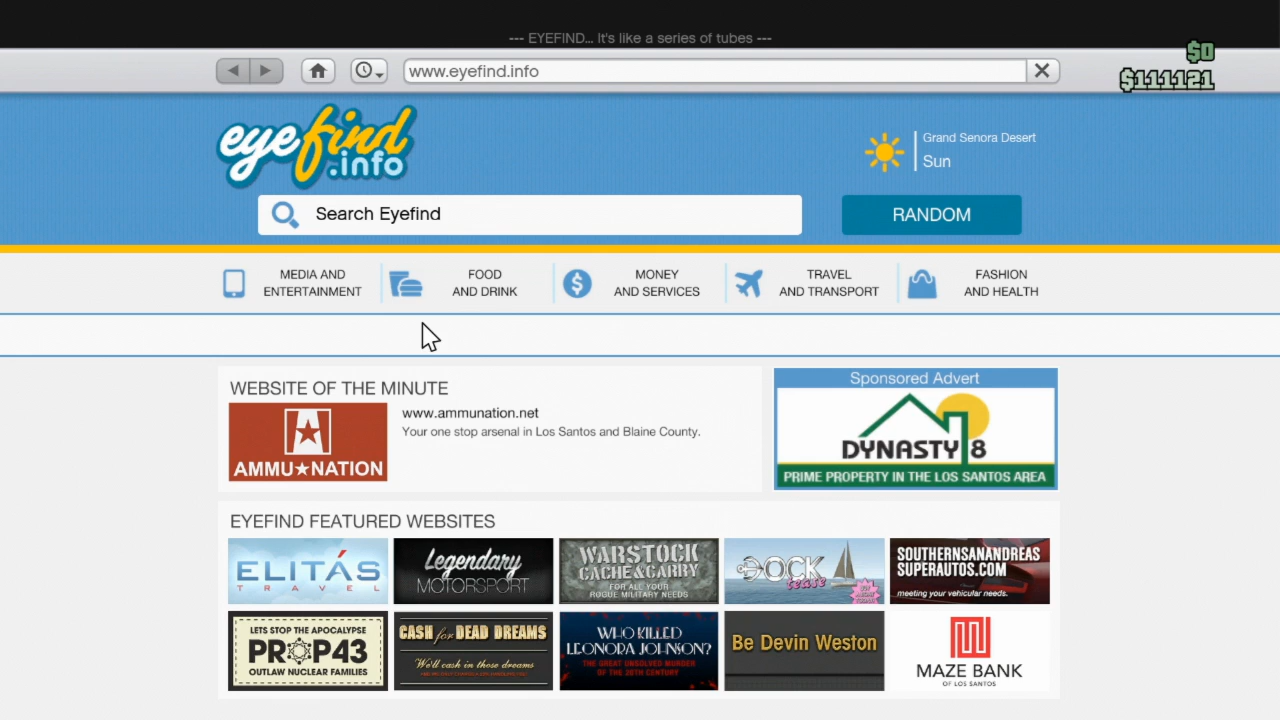 --- EYEFIND... It's like a series of tubes ---
$0
www.eyefind.info
$111121
eyefind
.info
Grand Senora Desert
Sun
Search Eyefind
RANDOM
MEDIA AND
ENTERTAINMENT
FOOD
AND DRINK
MONEY
AND SERVICES
TRAVEL
AND TRANSPORT
FASHION
AND HEALTH
WEBSITE OF THE MINUTE
AMMU★NATION
www.ammunation.net
Your one stop arsenal in Los Santos and Blaine County.
Sponsored Advert
DYNASTY 8
PRIME PROPERTY IN THE LOS SANTOS AREA
EYEFIND FEATURED WEBSITES
ELITÁS
TRAVEL
Legendary
MOTORSPORT
WARSTOCK
CACHE & CARRY
FOR ALL YOUR
ROGUE MILITARY NEEDS
DOCK
tease
SOUTHERNSANANDREAS
SUPERAUTOS.COM
meeting your vehicular needs.
LETS STOP THE APOCALYPSE
PROP43
OUTLAW NUCLEAR FAMILIES
CASH for DEAD DREAMS
We'll cash in those dreams
WHO KILLED
LEONORA JOHNSON?
THE GREAT UNSOLVED MURDER
OF THE 20TH CENTURY
Be Devin Weston
MAZE BANK
OF LOS SANTOS